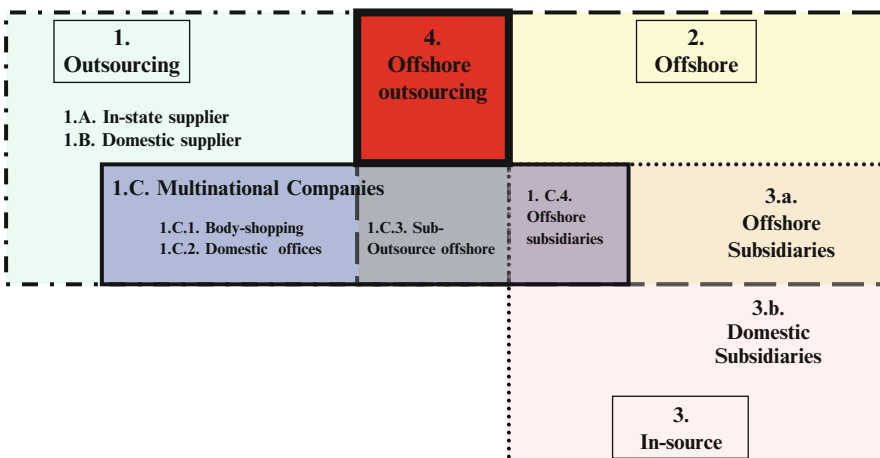 1.
Outsourcing
1.A. In-state supplier
1.B. Domestic supplier
4.
Offshore
outsourcing
2.
Offshore
1.C. Multinational Companies
1.C.1. Body-shopping
1.C.2. Domestic offices
1.C.3. Sub-
Outsource offshore
1. C.4.
Offshore
subsidiaries
3.a.
Offshore
Subsidiaries
3.b.
Domestic
Subsidiaries
3.
In-source